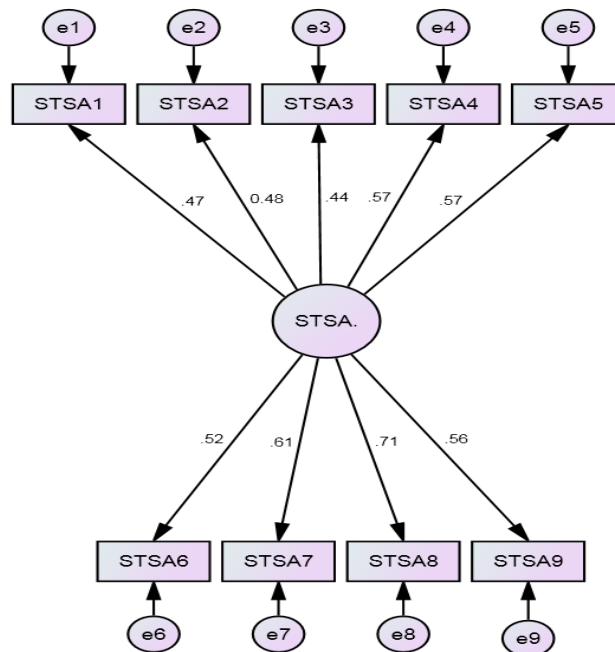 e1 e2 e3 e4 e5
STSA1 STSA2 STSA3 STSA4 STSA5
.47 0.48 .44 .57 .57
STSA.
.52 .61 .71 .56
STSA6 STSA7 STSA8 STSA9
e6 e7 e8 e9